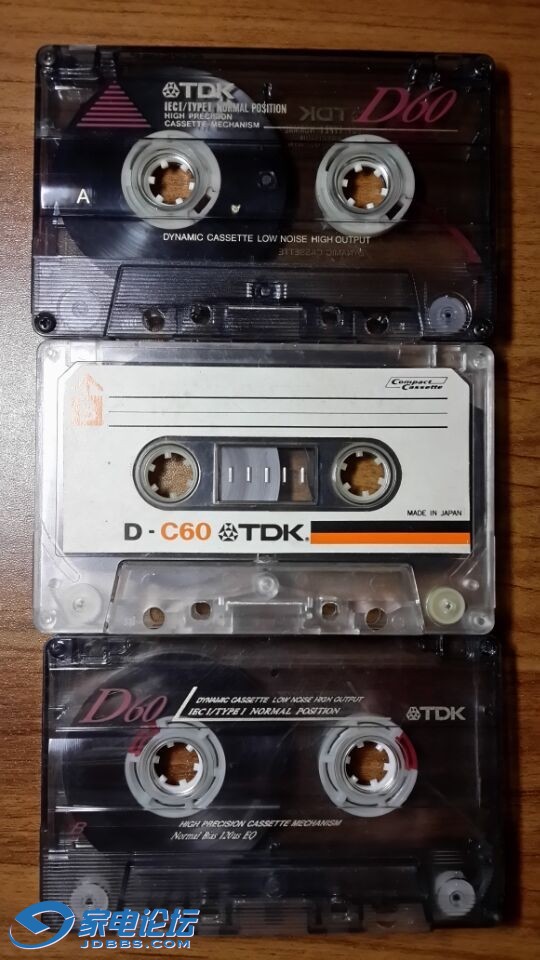 TDK
D60
IEC I/TYPE I NORMAL POSITION
HIGH PRECISION
CASSETTE MECHANISM
A
DYNAMIC CASSETTE LOW NOISE HIGH OUTPUT
Compact
Cassette
MADE IN JAPAN
D - C60 TDK
D60
DYNAMIC CASSETTE LOW NOISE HIGH OUTPUT
IEC I/TYPE I NORMAL POSITION
TDK
HIGH PRECISION CASSETTE MECHANISM
B
Normal Bias 120us EQ
家电论坛
JDBBS.COM